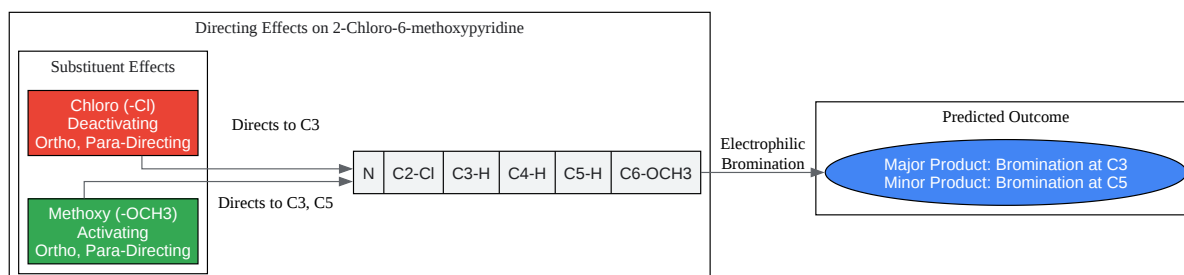 Directing Effects on 2-Chloro-6-methoxypyridine
Substituent Effects
Chloro (-Cl)
Deactivating
Ortho, Para-Directing
Directs to C3
Methoxy (-OCH3)
Activating
Ortho, Para-Directing
Directs to C3, C5
N
C2-Cl
C3-H
C4-H
C5-H
C6-OCH3
Electrophilic
Bromination
Predicted Outcome
Major Product: Bromination at C3
Minor Product: Bromination at C5